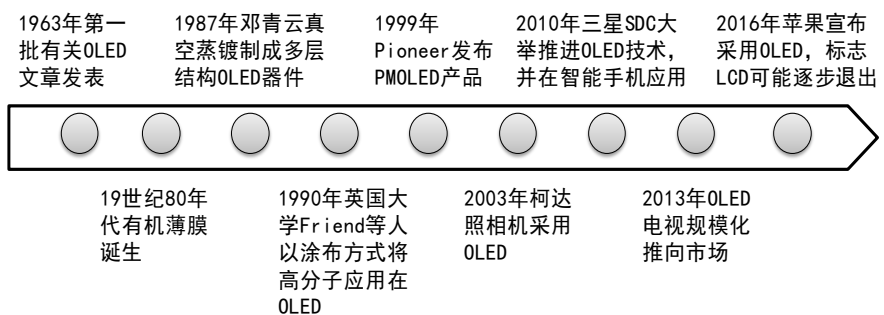 1963年第一
批有关OLED
文章发表
1987年邓青云真
空蒸镀制成多层
结构OLED器件
1999年
Pioneer发布
PMOLED产品
2010年三星SDC大
举推进OLED技术，
并在智能手机应用
2016年苹果宣布
采用OLED，标志
LCD可能逐步退出
19世纪80年
代有机薄膜
诞生
1990年英国大
学Friend等人
以涂布方式将
高分子应用在
OLED
2003年柯达
照相机采用
OLED
2013年OLED
电视规模化
推向市场